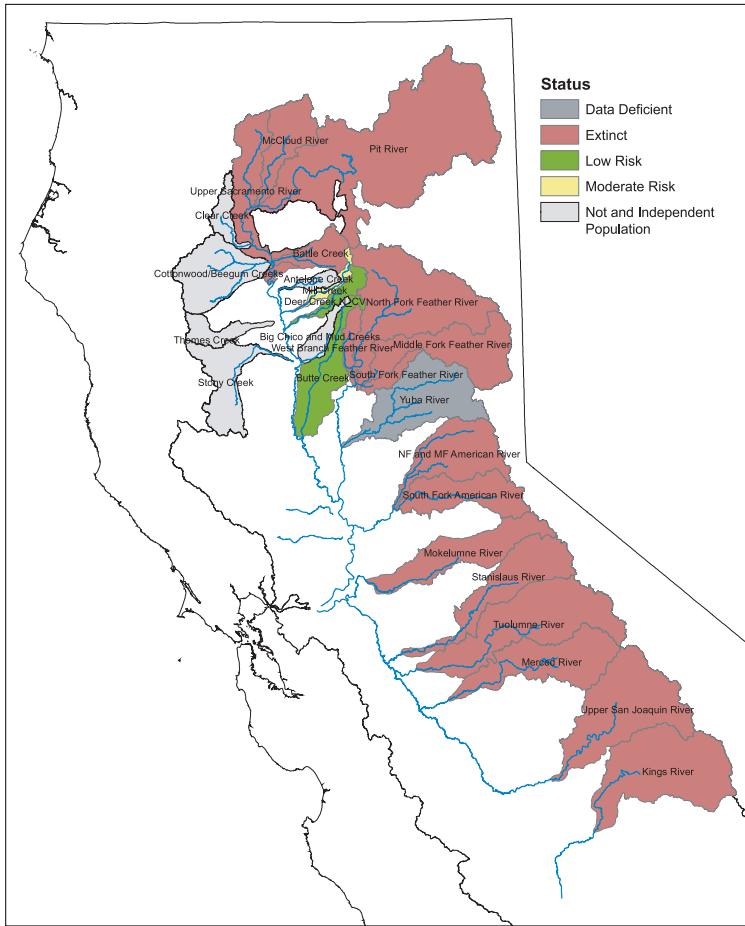 Status
Data Deficient
Extinct
Low Risk
Moderate Risk
Not and Independent
Population
McCloud River
Pit River
Upper Sacramento River
Clear Creek
Battle Creek
Cottonwood/Beegum Creeks
Antelope Creek
Mill Creek
Deer Creek
North Fork Feather River
Big Chico and Mud Creeks
Thomes Creek
West Branch Feather River
Middle Fork Feather River
Stony Creek
Butte Creek
South Fork Feather River
Yuba River
NF and MF American River
South Fork American River
Mokelumne River
Stanislaus River
Tuolumne River
Merced River
Upper San Joaquin River
Kings River